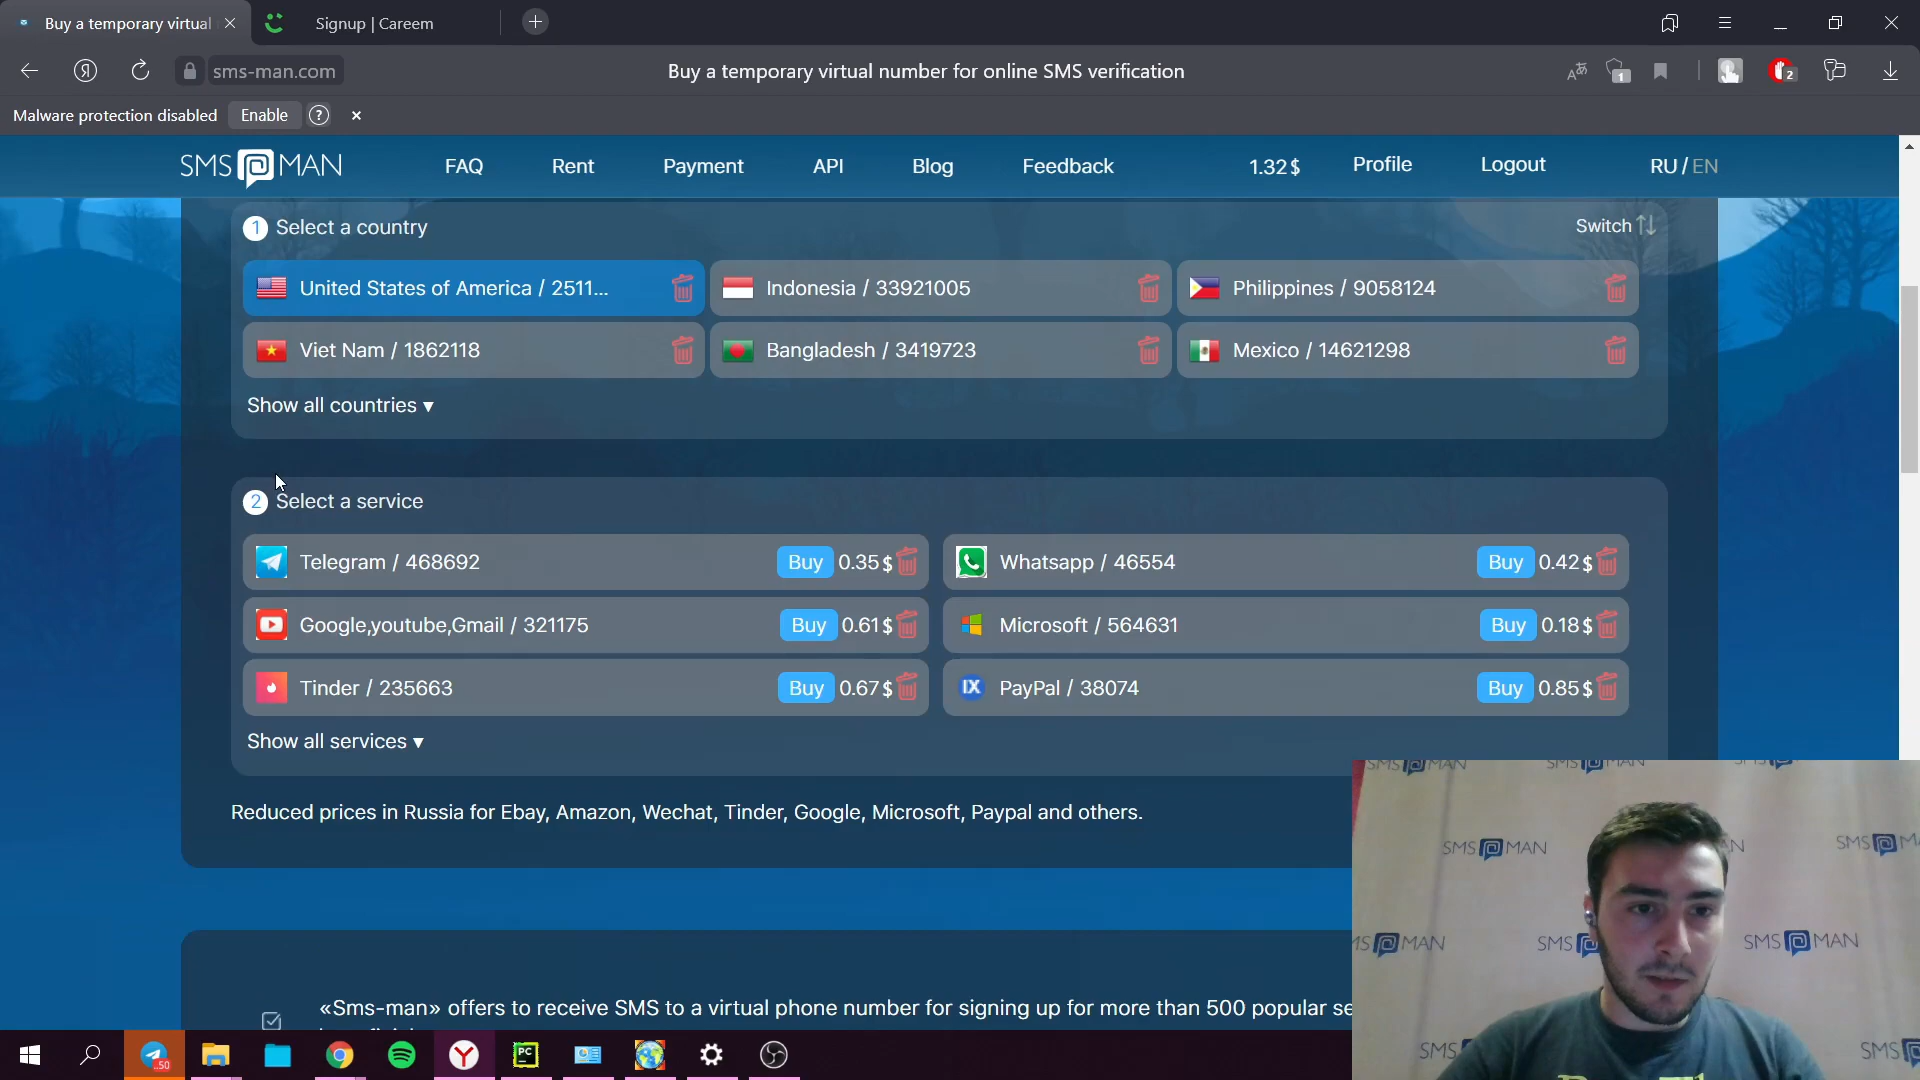 Buy a temporary virtual
Signup | Careem
sms-man.com
Buy a temporary virtual number for online SMS verification
1
2
Malware protection disabled
Enable
?
SMS MAN
FAQ
Rent
Payment
API
Blog
Feedback
1.32 $
Profile
Logout
RU / EN
1 Select a country
Switch
United States of America / 2511...
Indonesia / 33921005
Philippines / 9058124
Viet Nam / 1862118
Bangladesh / 3419723
Mexico / 14621298
Show all countries ▾
2 Select a service
Telegram / 468692
Buy 0.35 $
Whatsapp / 46554
Buy 0.42 $
Google,youtube,Gmail / 321175
Buy 0.61 $
Microsoft / 564631
Buy 0.18 $
Tinder / 235663
Buy 0.67 $
IX PayPal / 38074
Buy 0.85 $
Show all services ▾
Reduced prices in Russia for Ebay, Amazon, Wechat, Tinder, Google, Microsoft, Paypal and others.
«Sms-man» offers to receive SMS to a virtual phone number for signing up for more than 500 popular se
SMS MAN
SMS MAN
SMS MAN
SMS MAN
50
PC